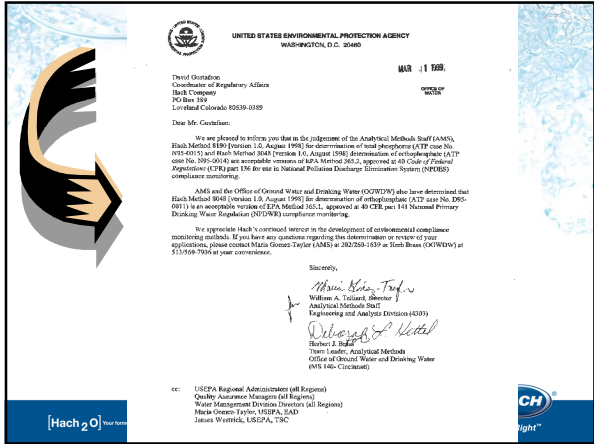 UNITED STATES ENVIRONMENTAL PROTECTION AGENCY
WASHINGTON, D.C. 20460
MAR 1 1999
OFFICE OF
WATER
David Gustafson
Coordinator of Regulatory Affairs
Hach Company
PO Box 389
Loveland Colorado 80539-0389
Dear Mr. Gustafson:
We are pleased to inform you that in the judgement of the Analytical Methods Staff (AMS),
Hach Method 8190 [version 1.0, August 1998] for determination of total phosphorus (ATP case No.
N95-0015) and Hach Method 8048 [version 1.0, August 1998] determination of orthophosphate (ATP
case No. N95-0014) are acceptable versions of EPA Method 365.2, approved at 40 Code of Federal
Regulations (CFR) part 136 for use in National Pollution Discharge Elimination System (NPDES)
compliance monitoring.
AMS and the Office of Ground Water and Drinking Water (OGWDW) also have determined that
Hach Method 8048 [version 1.0, August 1998] for determination of orthophosphate (ATP case No. D95-
0011) is an acceptable version of EPA Method 365.1, approved at 40 CFR part 141 National Primary
Drinking Water Regulation (NPDWR) compliance monitoring.
We appreciate Hach's continued interest in the development of environmental compliance
monitoring methods. If you have any questions regarding this determination or review of your
applications, please contact Maria Gomez-Taylor (AMS) at 202/260-1639 or Herb Brass (OGWDW) at
513/569-7936 at your convenience.
Sincerely,
for
William A. Telliard, Director
Analytical Methods Staff
Engineering and Analysis Division (4303)
Herbert J. Brass
Team Leader, Analytical Methods
Office of Ground Water and Drinking Water
(MS 140- Cincinnati)
cc: USEPA Regional Administrators (all Regions)
Quality Assurance Managers (all Regions)
Water Management Division Directors (all Regions)
Maria Gomez-Taylor, USEPA, EAD
James Westrick, USEPA, TSC
[Hach2O] Your
CH®
ight™